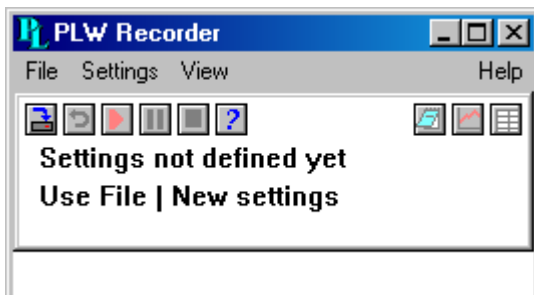 PLW Recorder
File Settings View Help
?
Settings not defined yet
Use File | New settings